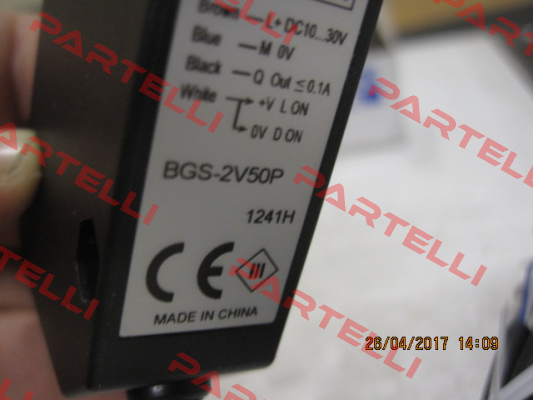 Brown — L+ DC10...30V
Blue — M 0V
Black — Q Out ≤0.1A
White → +V L ON
→ 0V D ON
BGS-2V50P
1241H
CE III
MADE IN CHINA
26/04/2017 14:09
PARTELLI
PARTELLI
PARTELLI
PARTELLI
PARTELLI